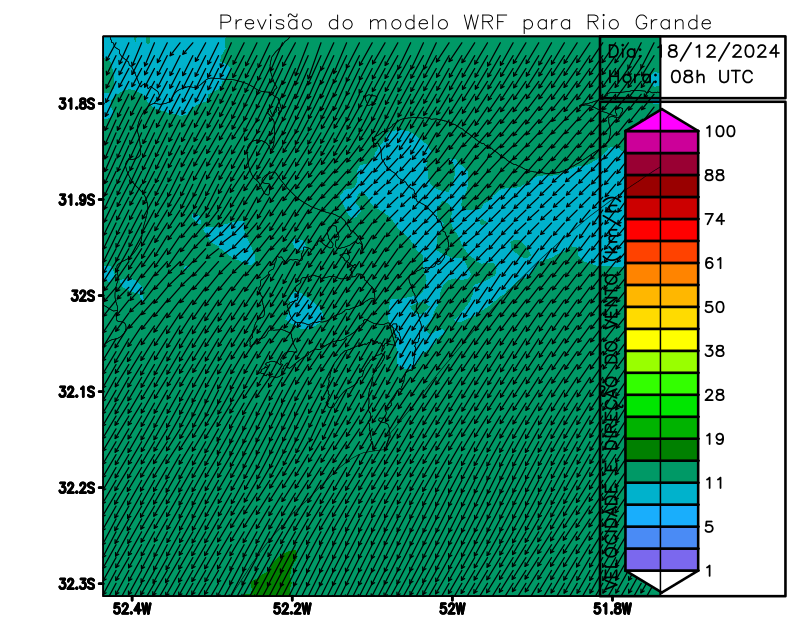 Previsão do modelo WRF para Rio Grande
Dia: 18/12/2024
Hora: 08h UTC
31.8S
31.9S
32S
32.1S
32.2S
32.3S
52.4W
52.2W
52W
51.8W
VELOCIDADE E DIREÇÃO DO VENTO (km/h)
100
88
74
61
50
38
28
19
11
5
1